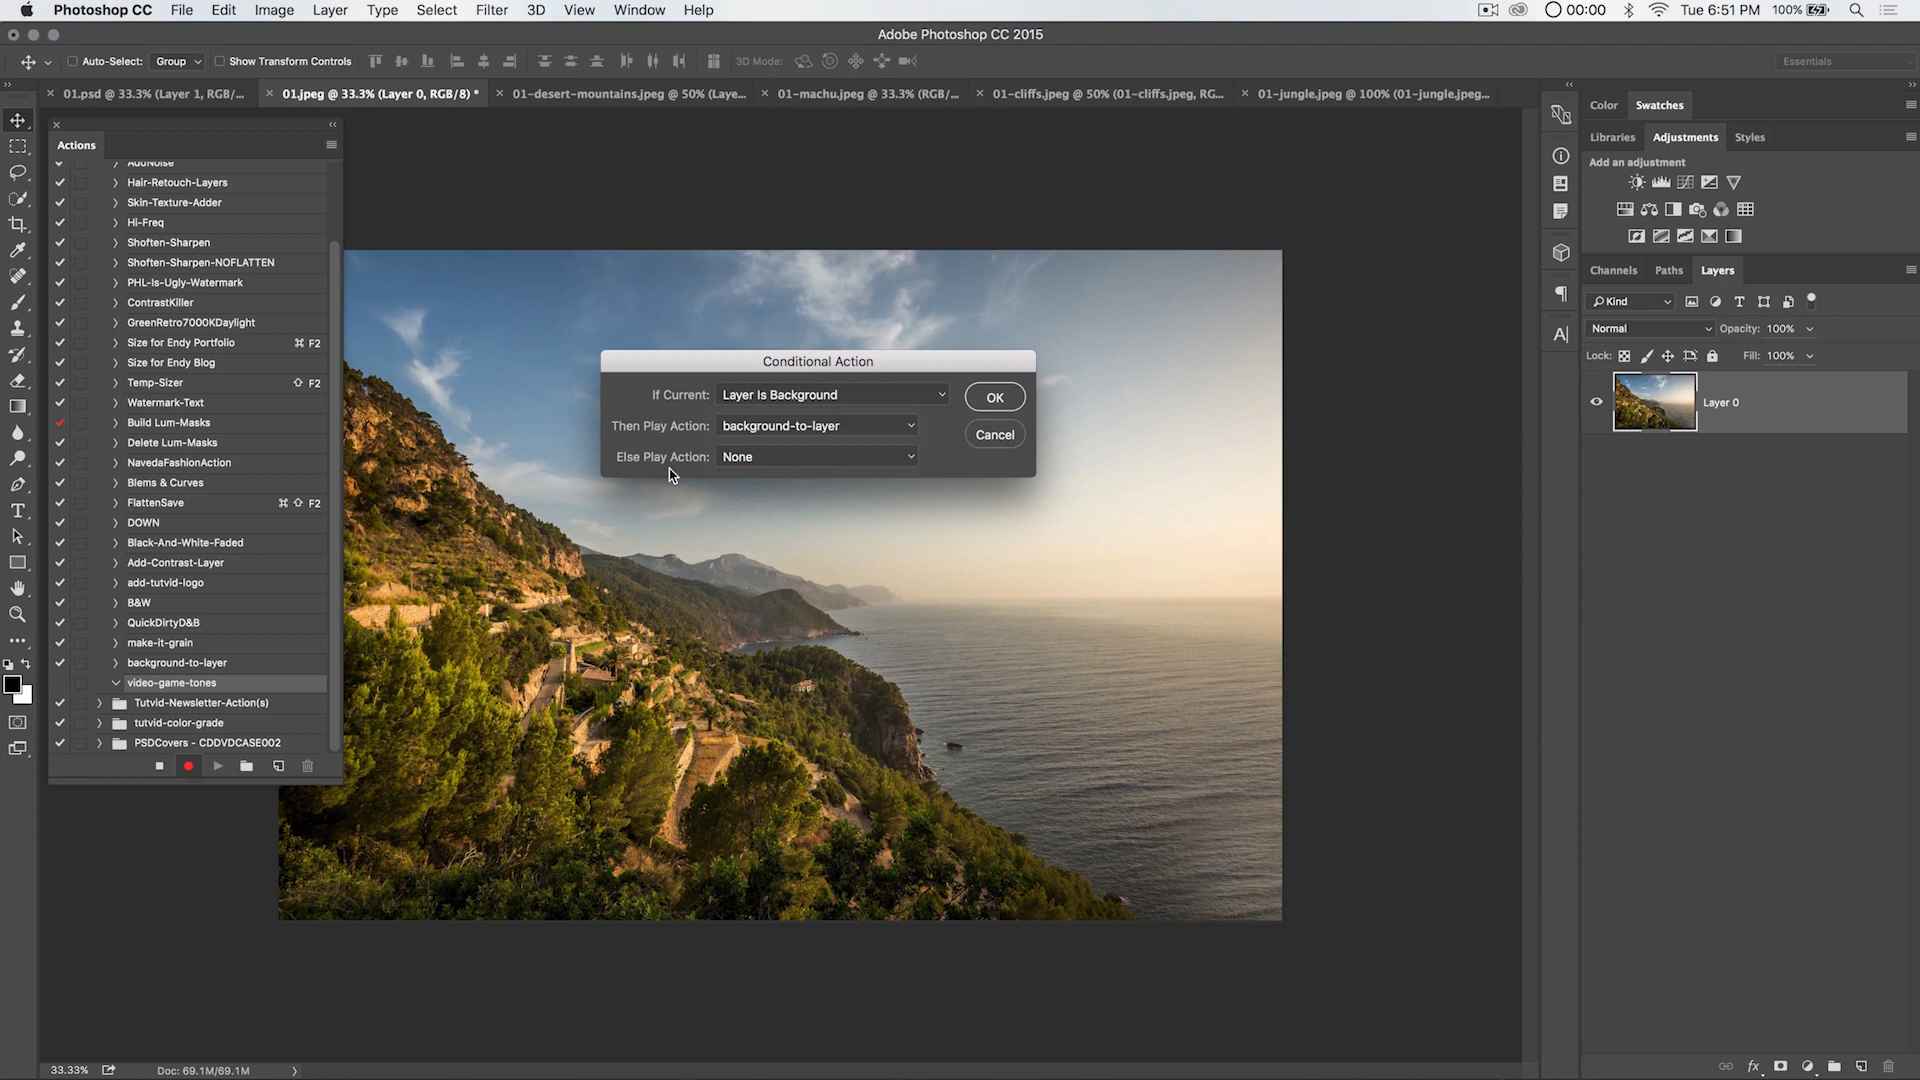 Photoshop CC File Edit Image Layer Type Select Filter 3D View Window Help 00:00 Tue 6:51 PM 100%
Adobe Photoshop CC 2015
Auto-Select: Group Show Transform Controls 3D Mode: Essentials
01.psd @ 33.3% (Layer 1, RGB/... 01.jpeg @ 33.3% (Layer 0, RGB/8) * 01-desert-mountains.jpeg @ 50% (Laye... 01-machu.jpeg @ 33.3% (RGB/... 01-cliffs.jpeg @ 50% (01-cliffs.jpeg, RG... 01-jungle.jpeg @ 100% (01-jungle.jpeg...
Actions
AddNoise
Hair-Retouch-Layers
Skin-Texture-Adder
Hi-Freq
Shoften-Sharpen
Shoften-Sharpen-NOFLATTEN
PHL-Is-Ugly-Watermark
ContrastKiller
GreenRetro7000KDaylight
Size for Endy Portfolio ⌘ F2
Size for Endy Blog
Temp-Sizer ⇧ F2
Watermark-Text
Build Lum-Masks
Delete Lum-Masks
NavedaFashionAction
Blems & Curves
FlattenSave ⌘ ⇧ F2
DOWN
Black-And-White-Faded
Add-Contrast-Layer
add-tutvid-logo
B&W
QuickDirtyD&B
make-it-grain
background-to-layer
video-game-tones
Tutvid-Newsletter-Action(s)
tutvid-color-grade
PSDCovers - CDDVDCASE002
Conditional Action
If Current: Layer Is Background OK
Then Play Action: background-to-layer
Cancel
Else Play Action: None
Color Swatches
Libraries Adjustments Styles
Add an adjustment
Channels Paths Layers
Kind
Normal Opacity: 100%
Lock: Fill: 100%
Layer 0
33.33% Doc: 69.1M/69.1M